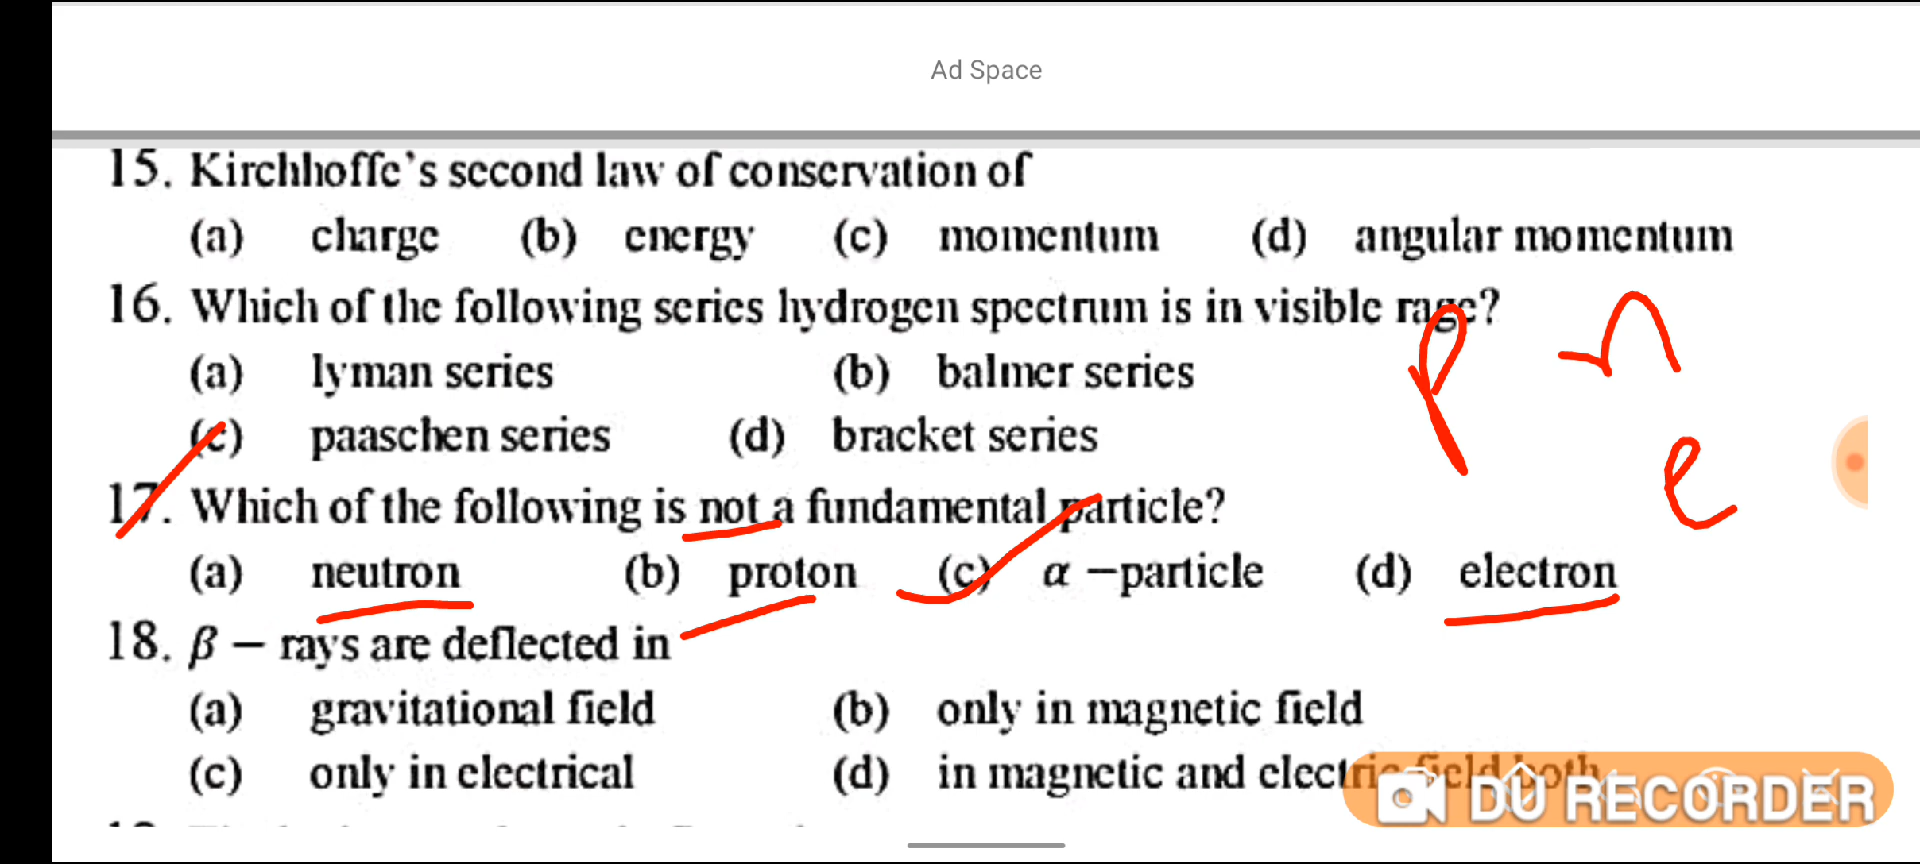 Ad Space
15. Kirchhoffe's second law of conservation of
(a) charge (b) energy (c) momentum (d) angular momentum
16. Which of the following series hydrogen spectrum is in visible rage?
(a) lyman series (b) balmer series
(c) paaschen series (d) bracket series
17. Which of the following is not a fundamental particle?
(a) neutron (b) proton (c) α –particle (d) electron
18. β – rays are deflected in
(a) gravitational field (b) only in magnetic field
(c) only in electrical (d) in magnetic and electric field both
P n
e
DU RECORDER